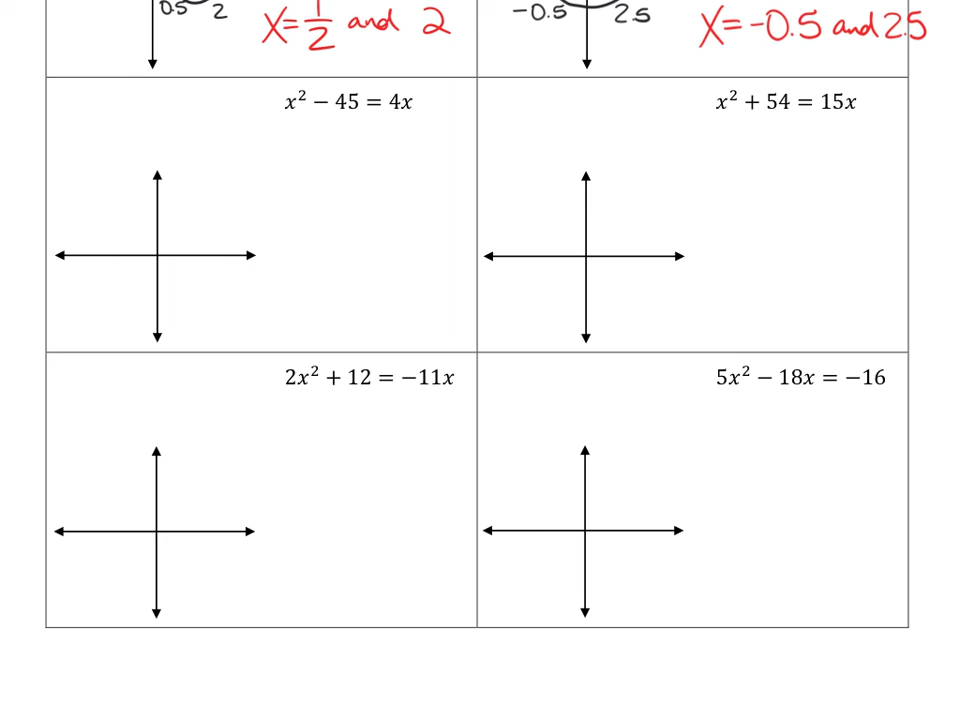 0.5 2 X = 1/2 and 2
-0.5 2.5 X = -0.5 and 2.5
x² − 45 = 4x
x² + 54 = 15x
2x² + 12 = −11x
5x² − 18x = −16